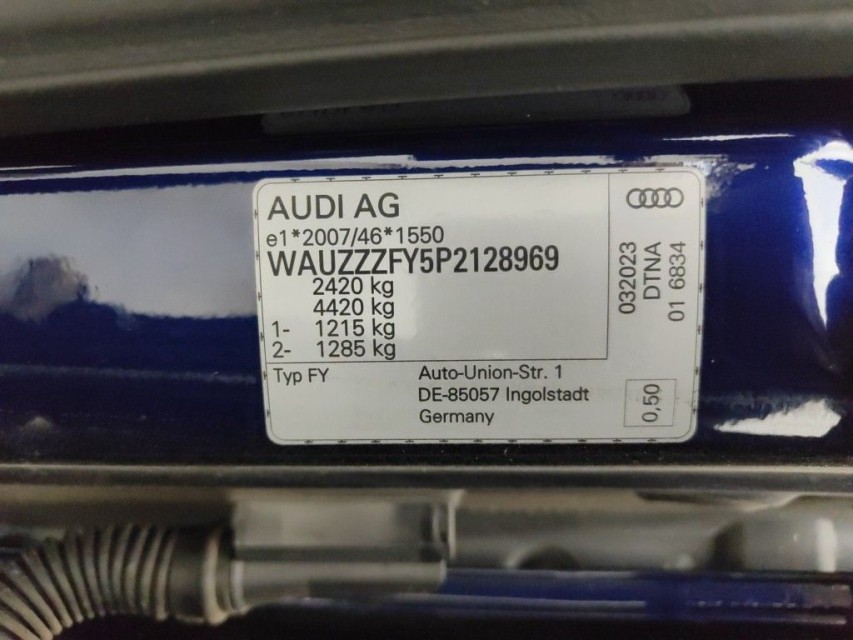 AUDI AG
e1*2007/46*1550
WAUZZZFY5P2128969
2420 kg
4420 kg
1- 1215 kg
2- 1285 kg
Typ FY
Auto-Union-Str. 1
DE-85057 Ingolstadt
Germany
032023
DTNA
01 6834
0,50